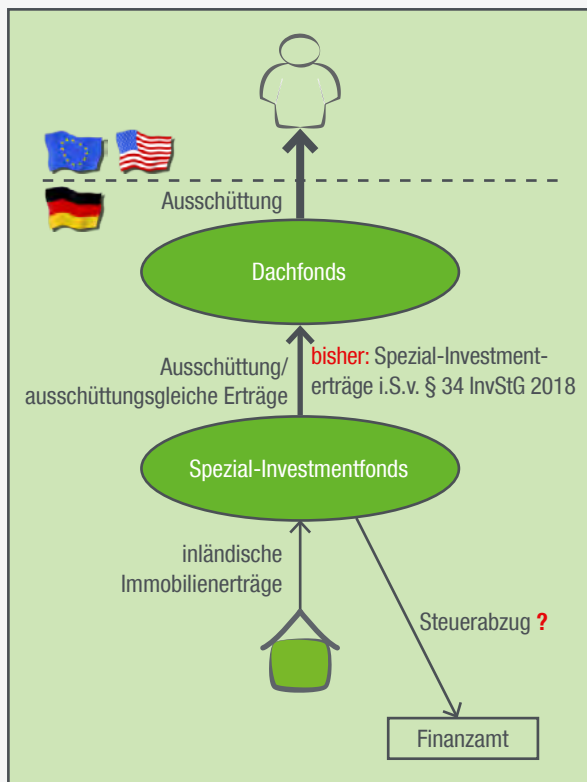 Ausschüttung
Dachfonds
Ausschüttung/
ausschüttungsgleiche Erträge
bisher: Spezial-Investment-
erträge i.S.v. § 34 InvStG 2018
Spezial-Investmentfonds
inländische
Immobilienerträge
Steuerabzug ?
Finanzamt